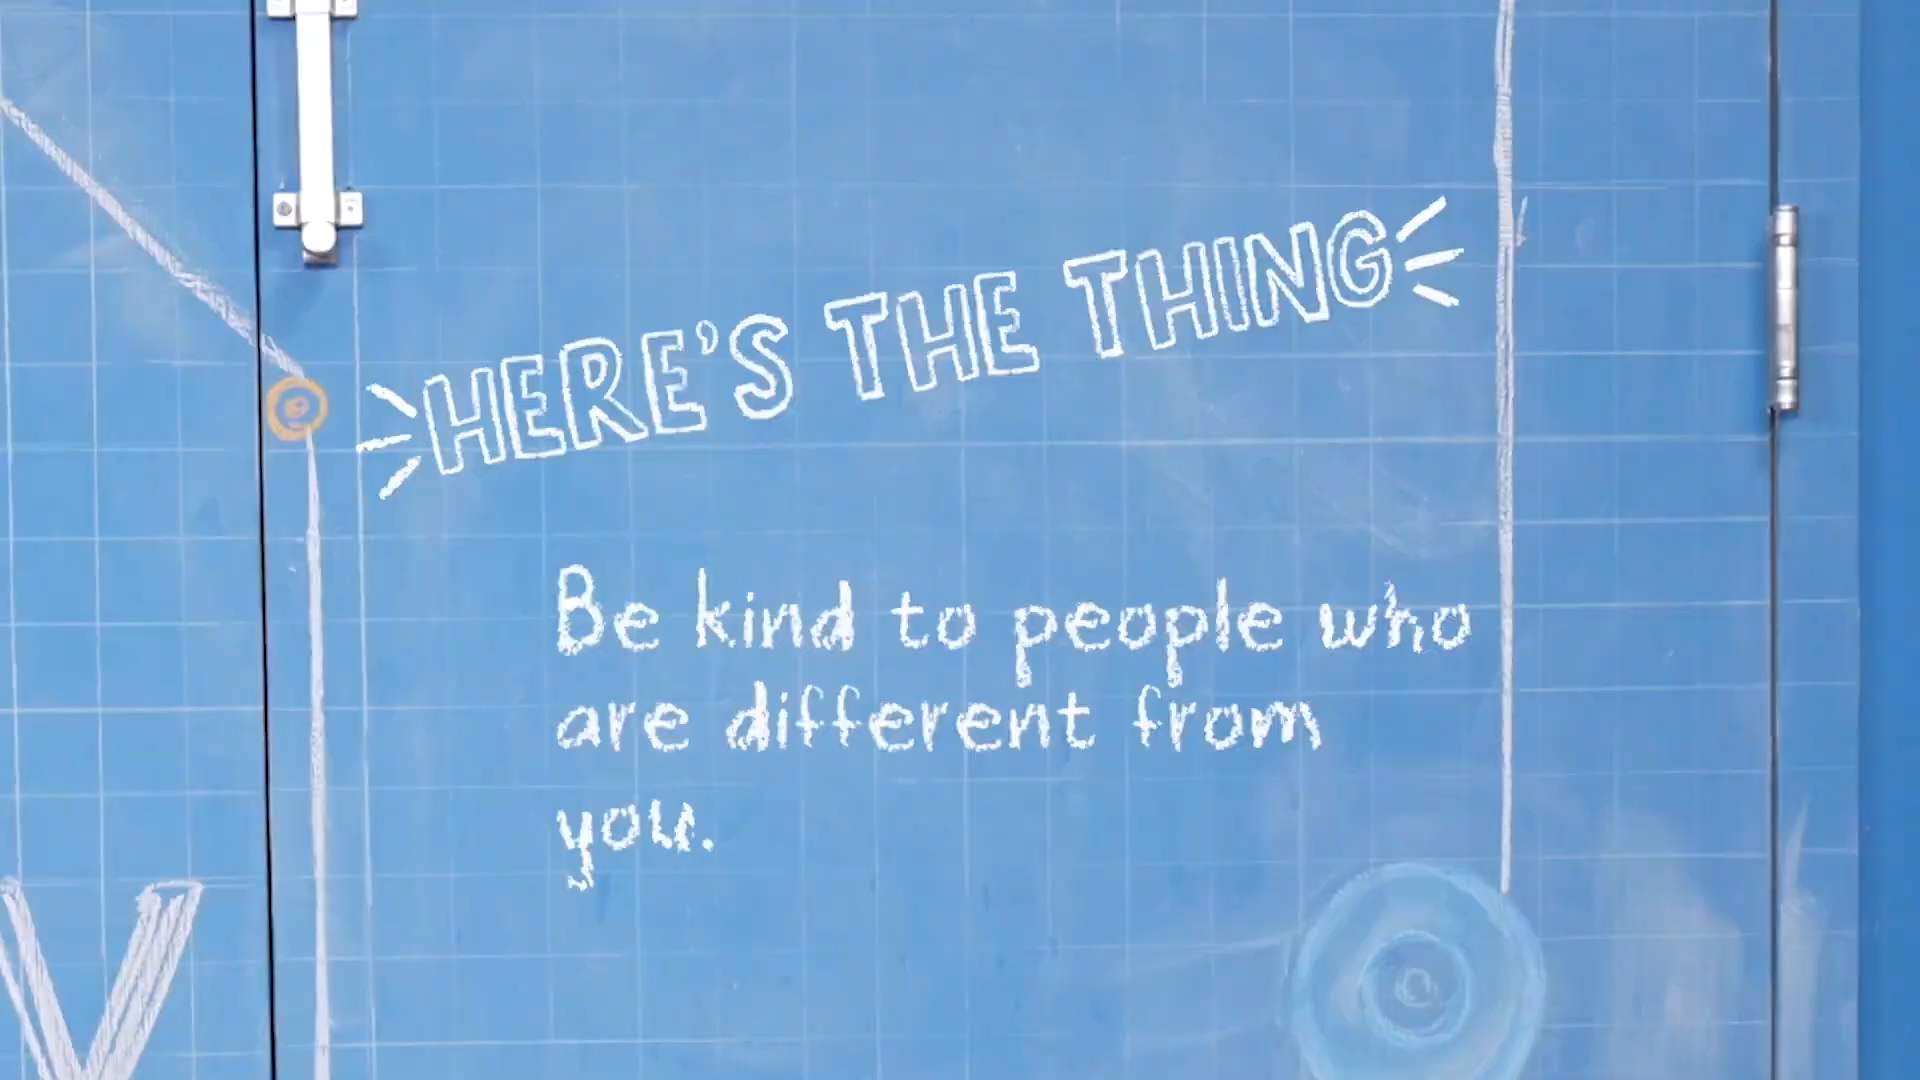 HERE'S THE THING
Be kind to people who
are different from
you.